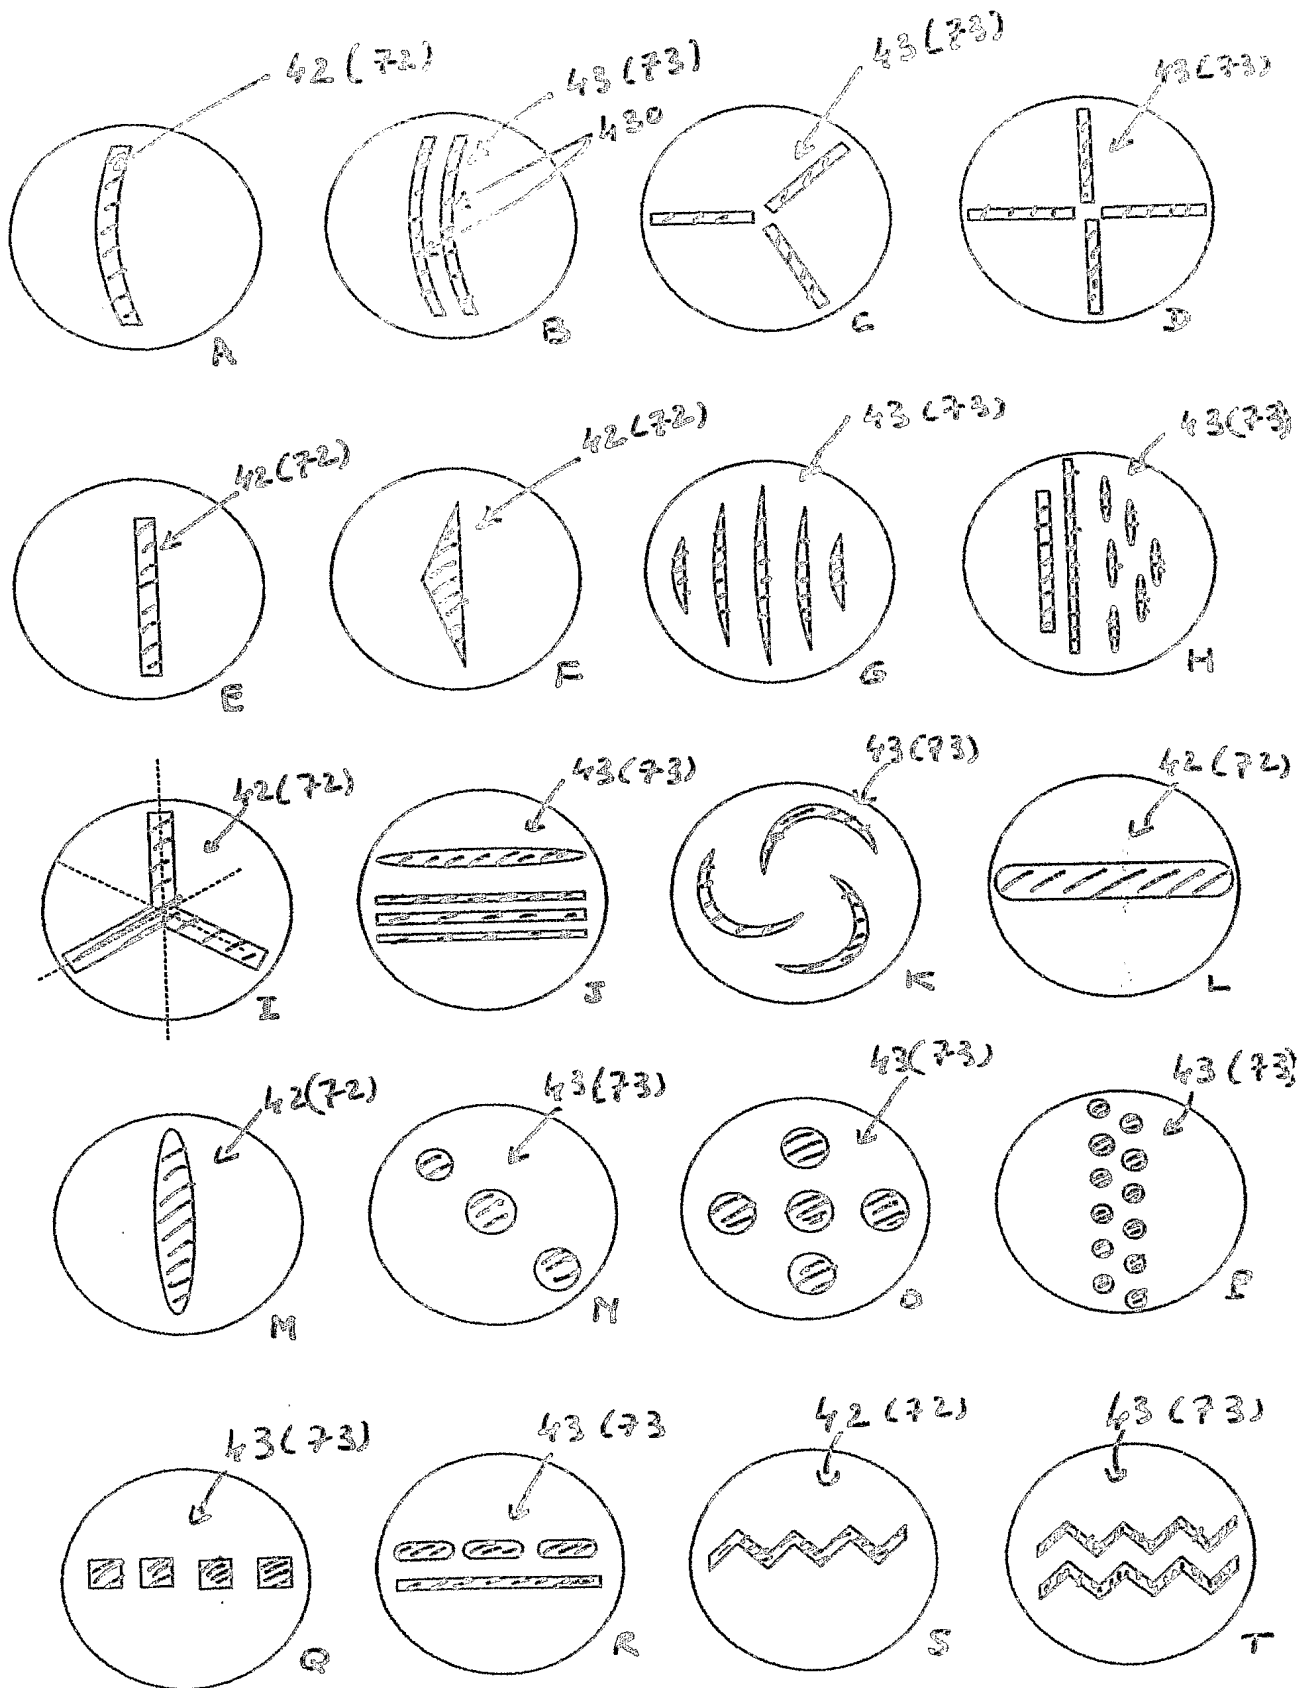 42 (72) 43 (73) 43 (73) 43 (73)
430
A B C D
42 (72) 42 (72) 43 (73) 43 (73)
E F G H
42 (72) 43 (73) 43 (73) 42 (72)
I J K L
42 (72) 43 (73) 43 (73) 43 (73)
M N O P
43 (73) 43 (73 42 (72) 43 (73)
Q R S T